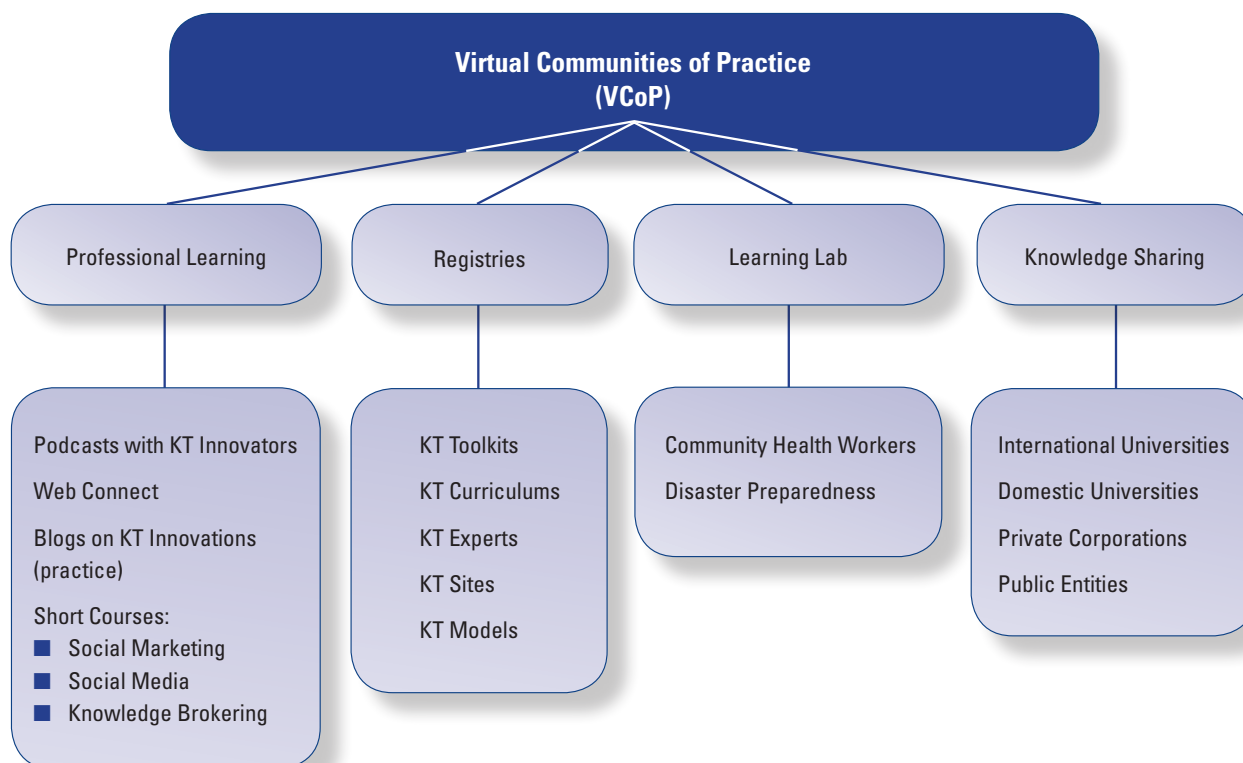 Virtual Communities of Practice
(VCoP)
Professional Learning
Registries
Learning Lab
Knowledge Sharing
Podcasts with KT Innovators
Web Connect
Blogs on KT Innovations
(practice)
Short Courses:
Social Marketing
Social Media
Knowledge Brokering
KT Toolkits
KT Curriculums
KT Experts
KT Sites
KT Models
Community Health Workers
Disaster Preparedness
International Universities
Domestic Universities
Private Corporations
Public Entities